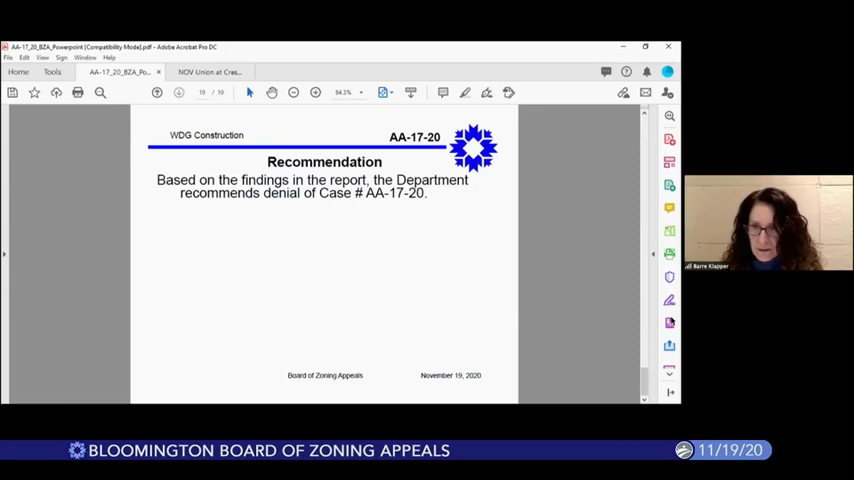 AA-17_20_BZA_Powerpoint [Compatibility Mode].pdf - Adobe Acrobat Pro DC
File Edit View Sign Window Help
Home Tools AA-17_20_BZA_Po... × NOV Union at Cres...
10 / 10 64.3%
WDG Construction AA-17-20
Recommendation
Based on the findings in the report, the Department
recommends denial of Case # AA-17-20.
Board of Zoning Appeals November 19, 2020
Barre Klapper
BLOOMINGTON BOARD OF ZONING APPEALS 11/19/20